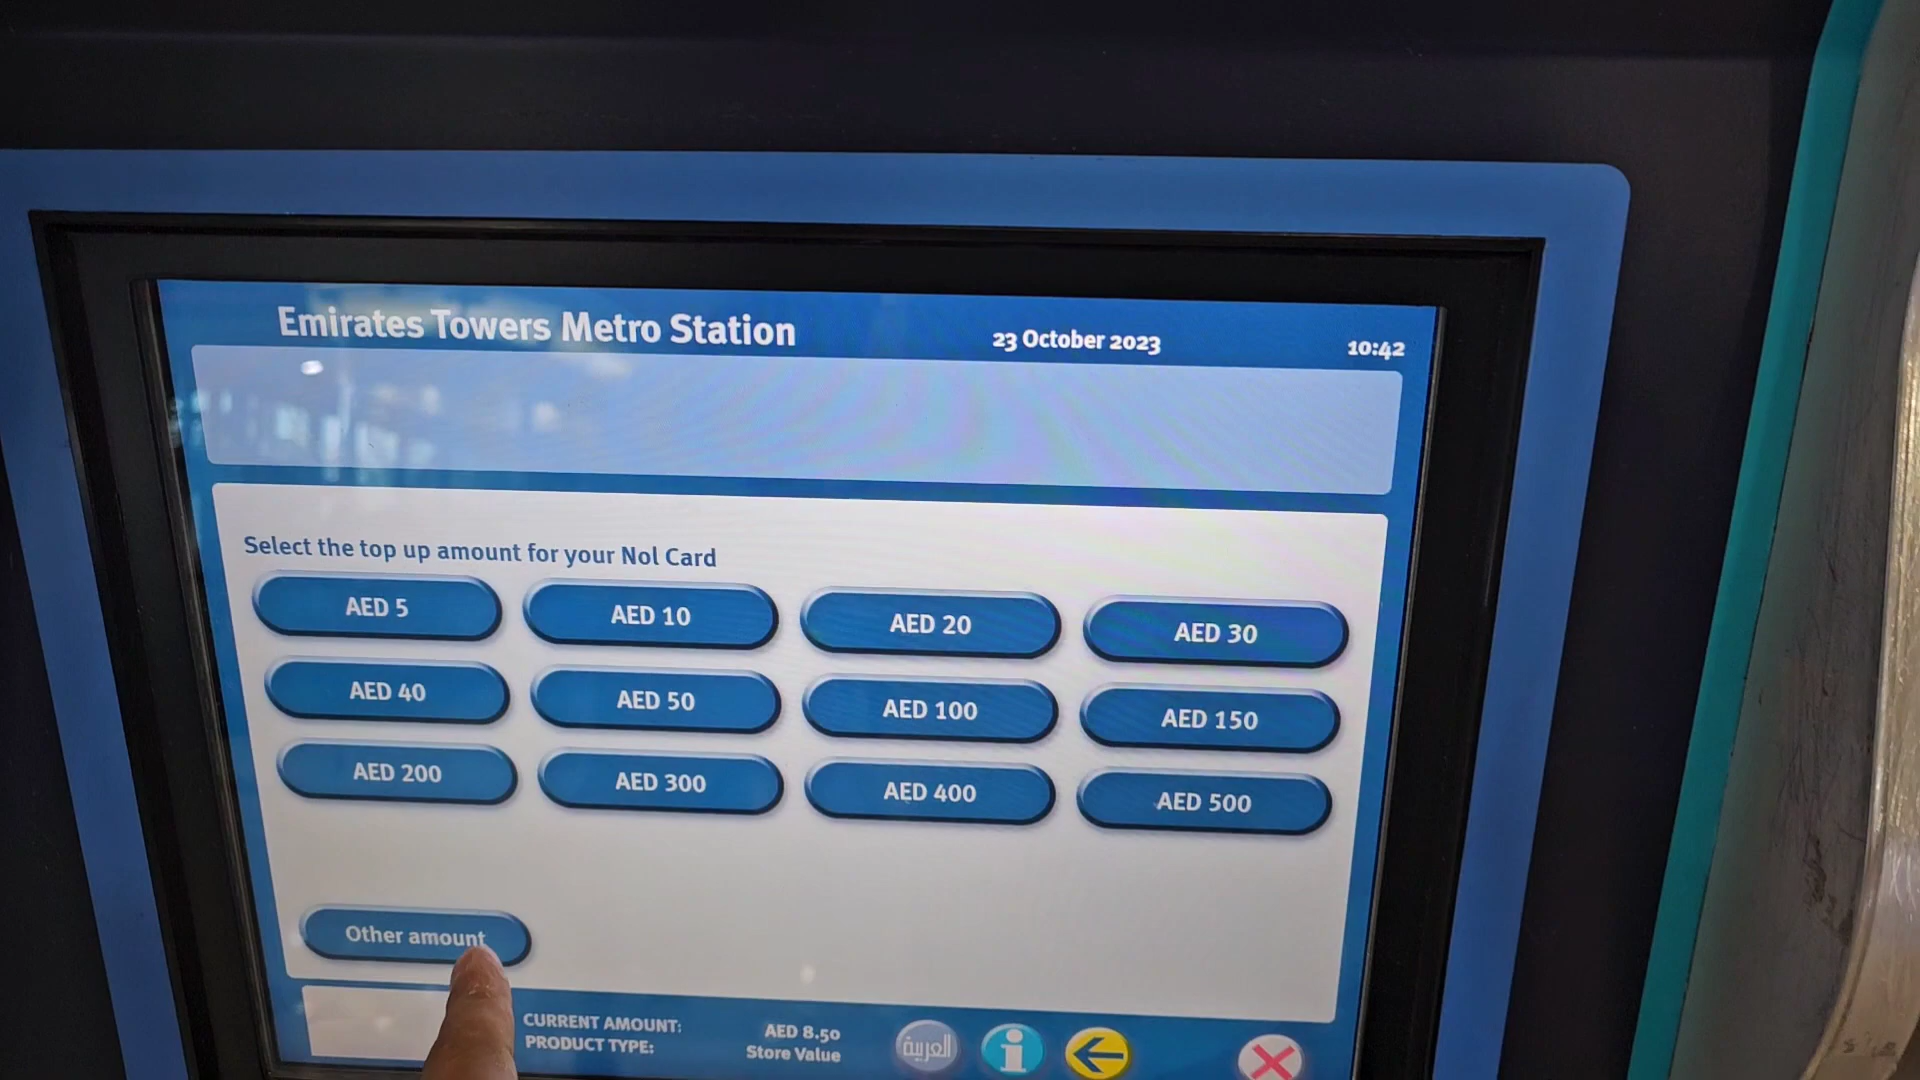 Emirates Towers Metro Station 23 October 2023 10:42
Select the top up amount for your Nol Card
AED 5 AED 10 AED 20 AED 30
AED 40 AED 50 AED 100 AED 150
AED 200 AED 300 AED 400 AED 500
Other amount
CURRENT AMOUNT: AED 8.50
PRODUCT TYPE: Store Value
العربية